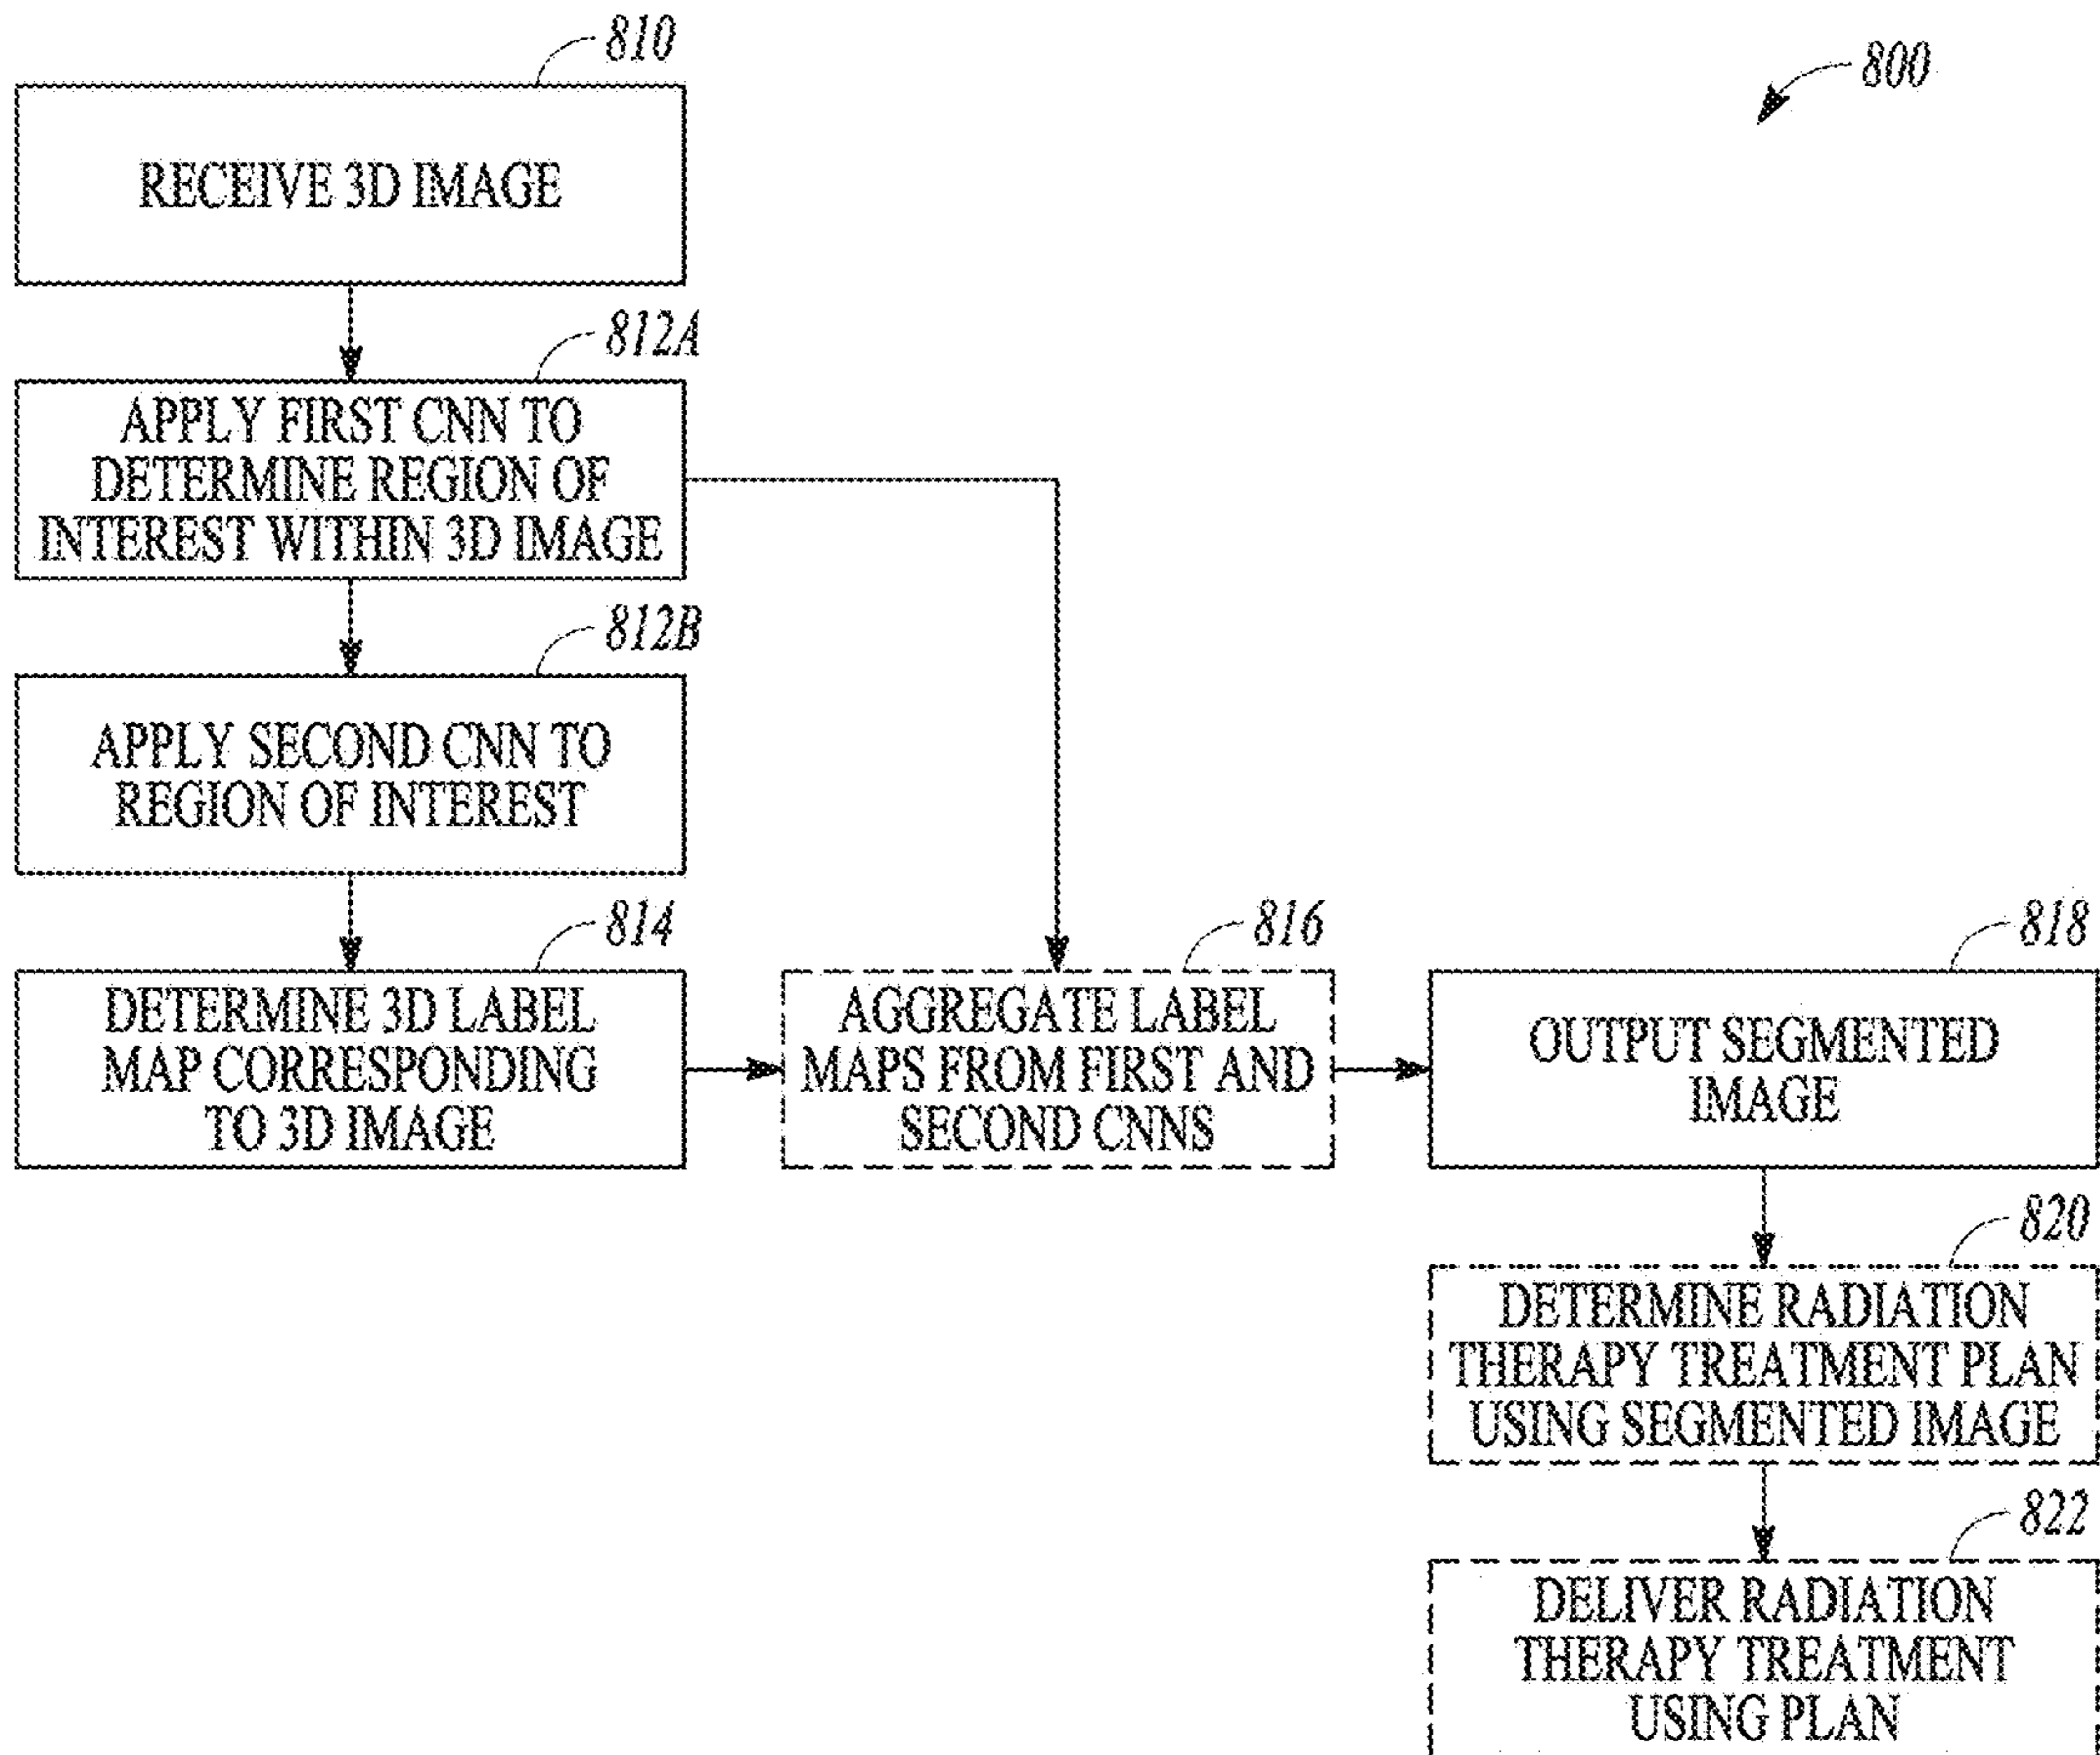 810
800
RECEIVE 3D IMAGE
812A
APPLY FIRST CNN TO
DETERMINE REGION OF
INTEREST WITHIN 3D IMAGE
812B
APPLY SECOND CNN TO
REGION OF INTEREST
814
DETERMINE 3D LABEL
MAP CORRESPONDING
TO 3D IMAGE
816
AGGREGATE LABEL
MAPS FROM FIRST AND
SECOND CNNS
818
OUTPUT SEGMENTED
IMAGE
820
DETERMINE RADIATION
THERAPY TREATMENT PLAN
USING SEGMENTED IMAGE
822
DELIVER RADIATION
THERAPY TREATMENT
USING PLAN